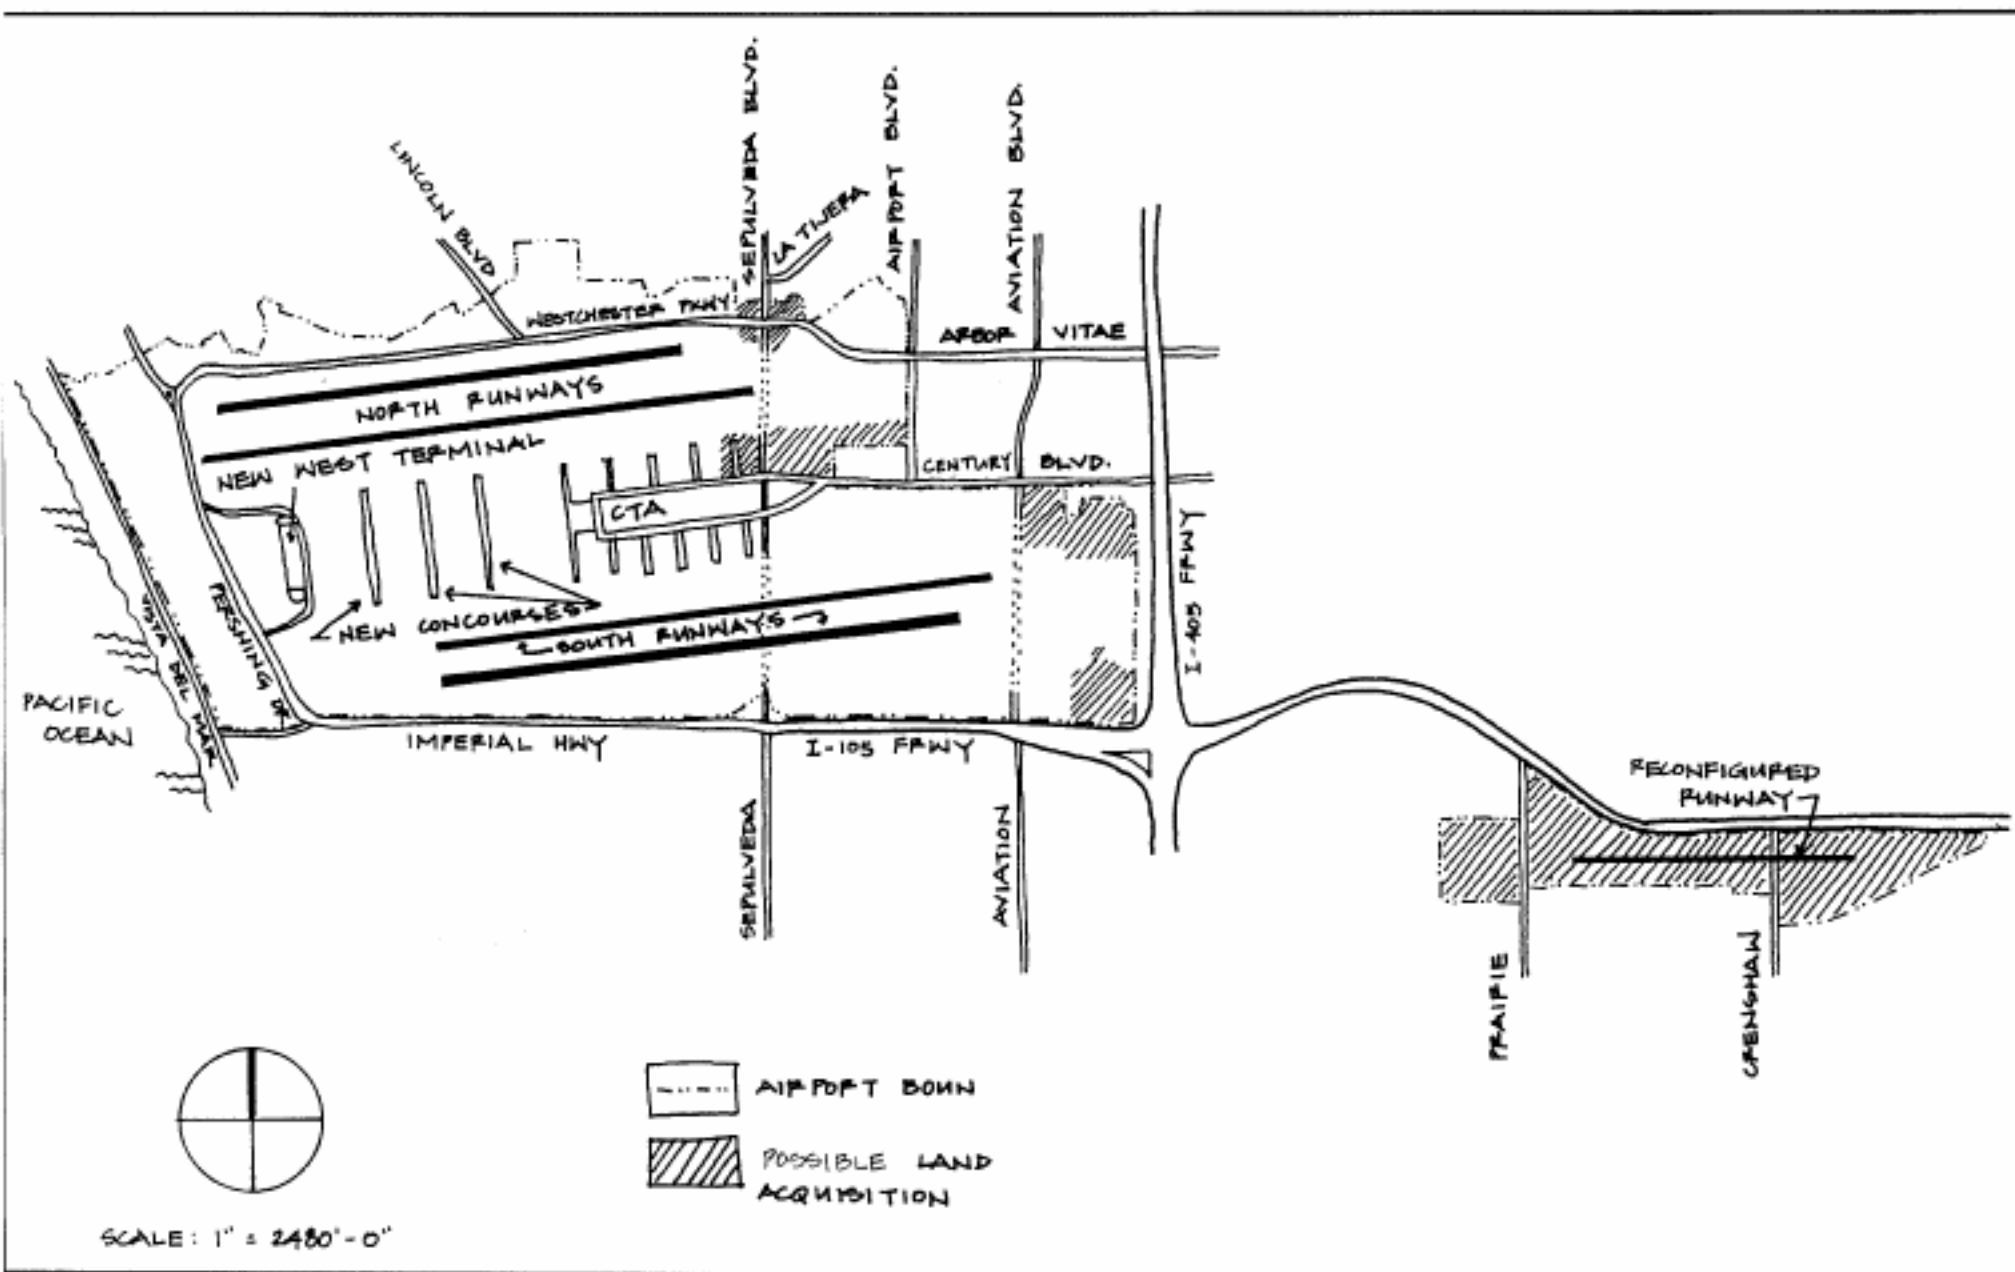 SEPULVEDA BLVD.
AIRPORT BLVD.
AVIATION BLVD.
LINCOLN BLVD
LA TIJERA
WESTCHESTER PKWY
ARBOR VITAE
NORTH RUNWAYS
NEW WEST TERMINAL
CENTURY BLVD.
CTA
I-405 FRWY
PERSHING DR
NEW CONCOURSES
SOUTH RUNWAYS
VISTA DEL MAR
PACIFIC
OCEAN
IMPERIAL HWY
I-105 FRWY
RECONFIGURED
RUNWAY
SEPULVEDA
AVIATION
PRAIRIE
CRENSHAW
AIRPORT BOUN
POSSIBLE LAND
ACQUISITION
SCALE: 1" = 2480'-0"